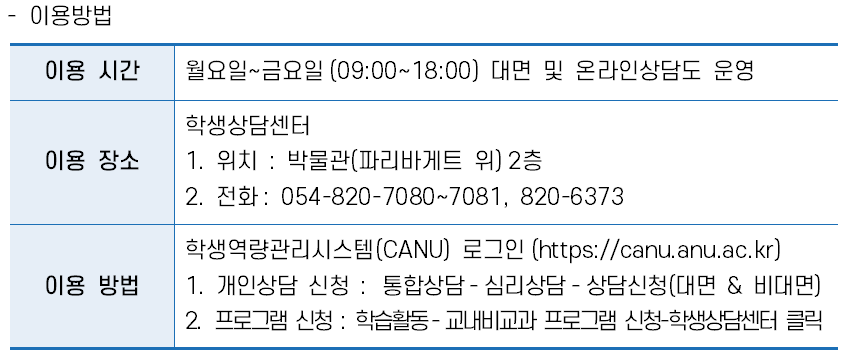 - 이용방법
이용 시간
월요일~금요일(09:00~18:00) 대면 및 온라인상담도 운영
이용 장소
학생상담센터
1. 위치 : 박물관(파리바게트 위) 2층
2. 전화 : 054-820-7080~7081, 820-6373
이용 방법
학생역량관리시스템(CANU) 로그인 (https://canu.anu.ac.kr)
1. 개인상담 신청 : 통합상담 - 심리상담 - 상담신청(대면 & 비대면)
2. 프로그램 신청 : 학습활동 - 교내비교과 프로그램 신청-학생상담센터 클릭